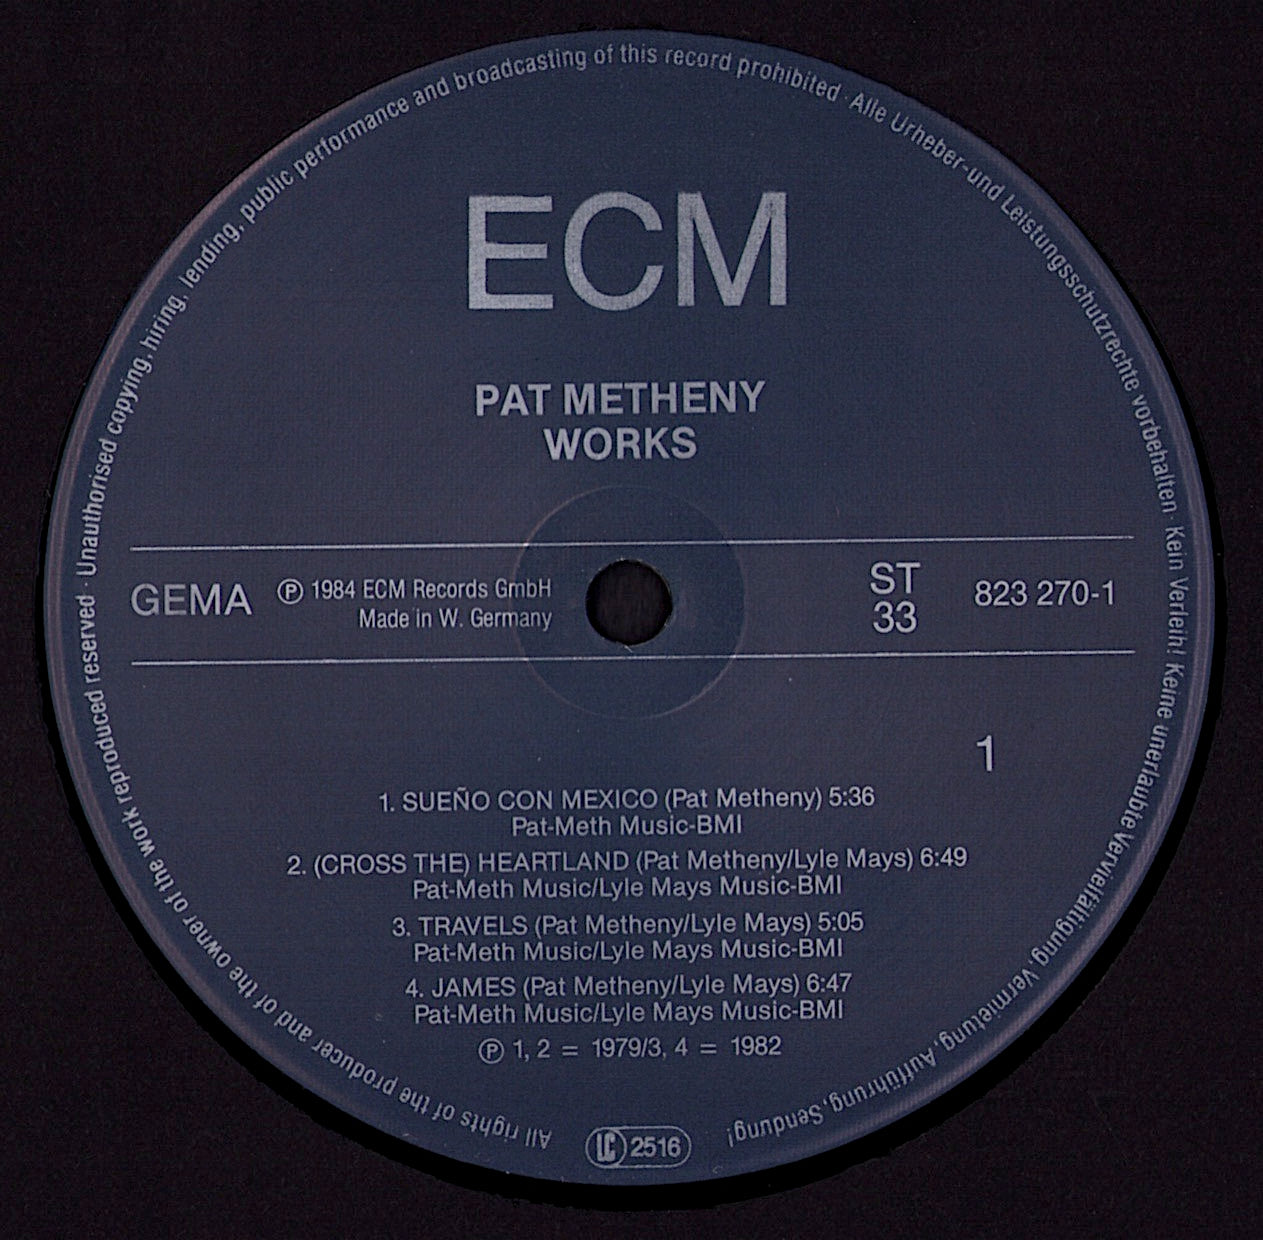 ECM
PAT METHENY
WORKS
GEMA
Ⓟ 1984 ECM Records GmbH
Made in W. Germany
ST
33
823 270-1
1
1. SUEÑO CON MEXICO (Pat Metheny) 5:36
Pat-Meth Music-BMI
2. (CROSS THE) HEARTLAND (Pat Metheny/Lyle Mays) 6:49
Pat-Meth Music/Lyle Mays Music-BMI
3. TRAVELS (Pat Metheny/Lyle Mays) 5:05
Pat-Meth Music/Lyle Mays Music-BMI
4. JAMES (Pat Metheny/Lyle Mays) 6:47
Pat-Meth Music/Lyle Mays Music-BMI
Ⓟ 1, 2 = 1979/3, 4 = 1982
LC 2516
All rights of the producer and of the owner of the work reproduced reserved · Unauthorised copying, hiring, lending, public performance and broadcasting of this record prohibited · Alle Urheber-und Leistungsschutzrechte vorbehalten · Kein Verleih! Keine unerlaubte Vervielfältigung, Vermietung, Aufführung, Sendung!